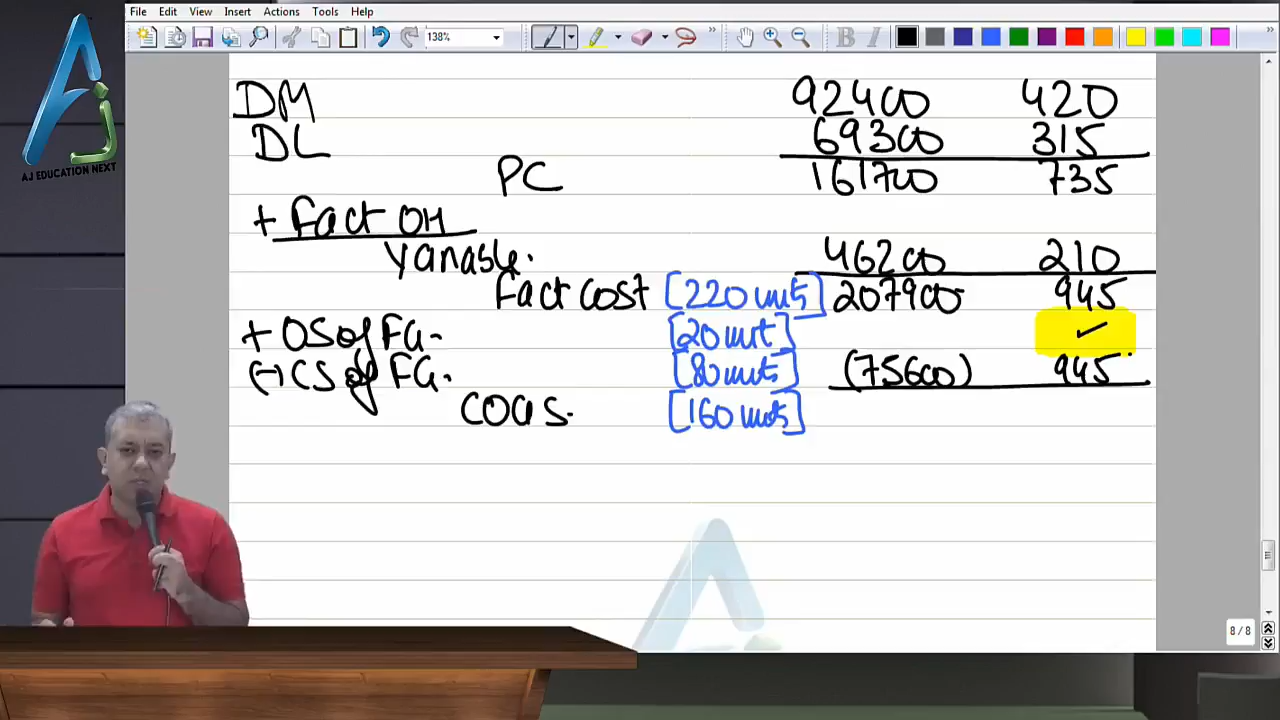 File Edit View Insert Actions Tools Help
138%
AJ EDUCATION NEXT
DM 92400 420
DL 69300 315
PC 161700 735
+ Fact OH
Variable. 46200 210
Fact Cost [220 units] 207900 945
+ OS of FG. [20 unit] ✓
(-) CS of FG. [80 units] (75600) 945
COGS. [160 units]
8 / 8